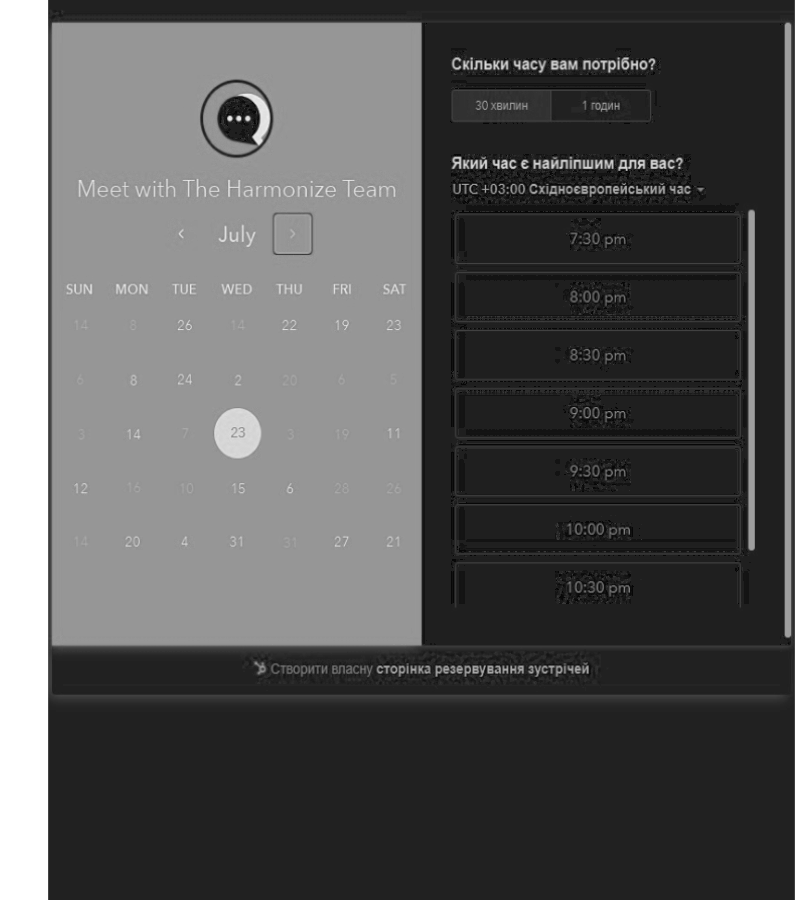 Meet with The Harmonize Team
July
SUN MON TUE WED THU FRI SAT
14 8 26 14 22 19 23
6 8 24 2 20 6 5
3 14 7 23 3 19 11
12 16 10 15 6 28 26
14 20 4 31 31 27 21
Скільки часу вам потрібно?
30 хвилин 1 годин
Який час є найліпшим для вас?
UTC +03:00 Східноєвропейський час
7:30 pm
8:00 pm
8:30 pm
9:00 pm
9:30 pm
10:00 pm
10:30 pm
Створити власну сторінка резервування зустрічей